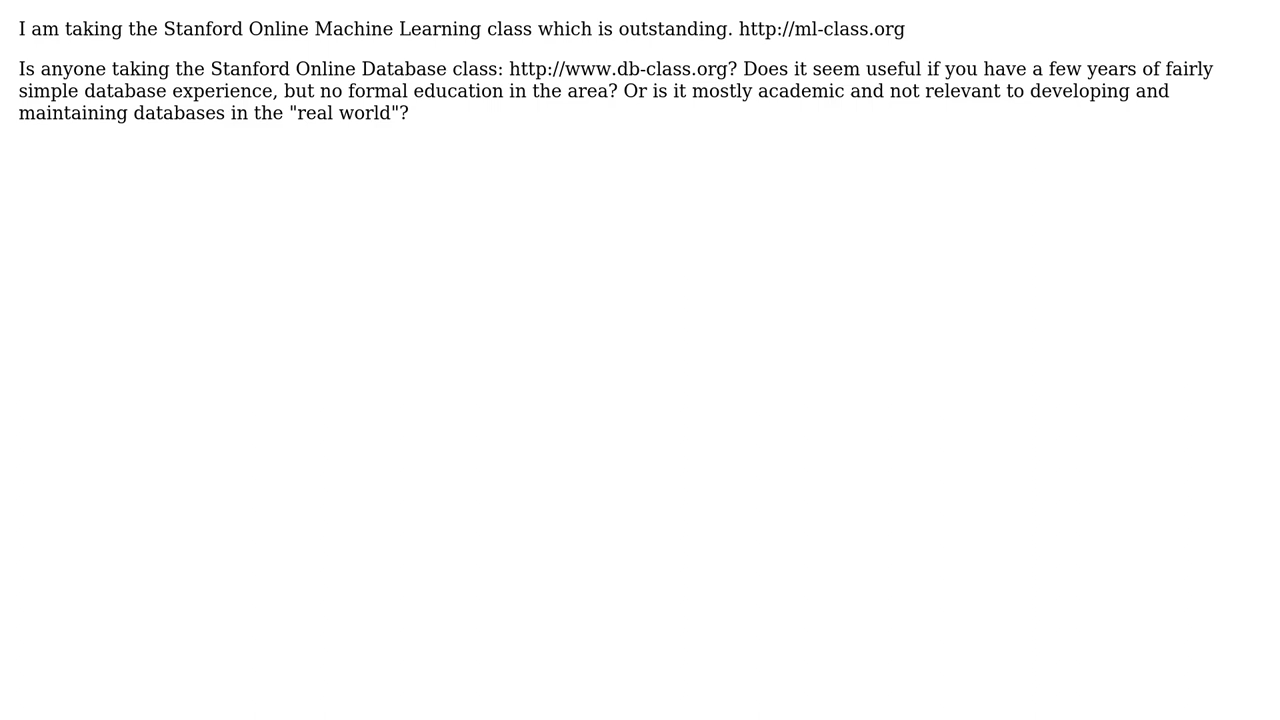 I am taking the Stanford Online Machine Learning class which is outstanding. http://ml-class.org
Is anyone taking the Stanford Online Database class: http://www.db-class.org? Does it seem useful if you have a few years of fairly
simple database experience, but no formal education in the area? Or is it mostly academic and not relevant to developing and
maintaining databases in the "real world"?